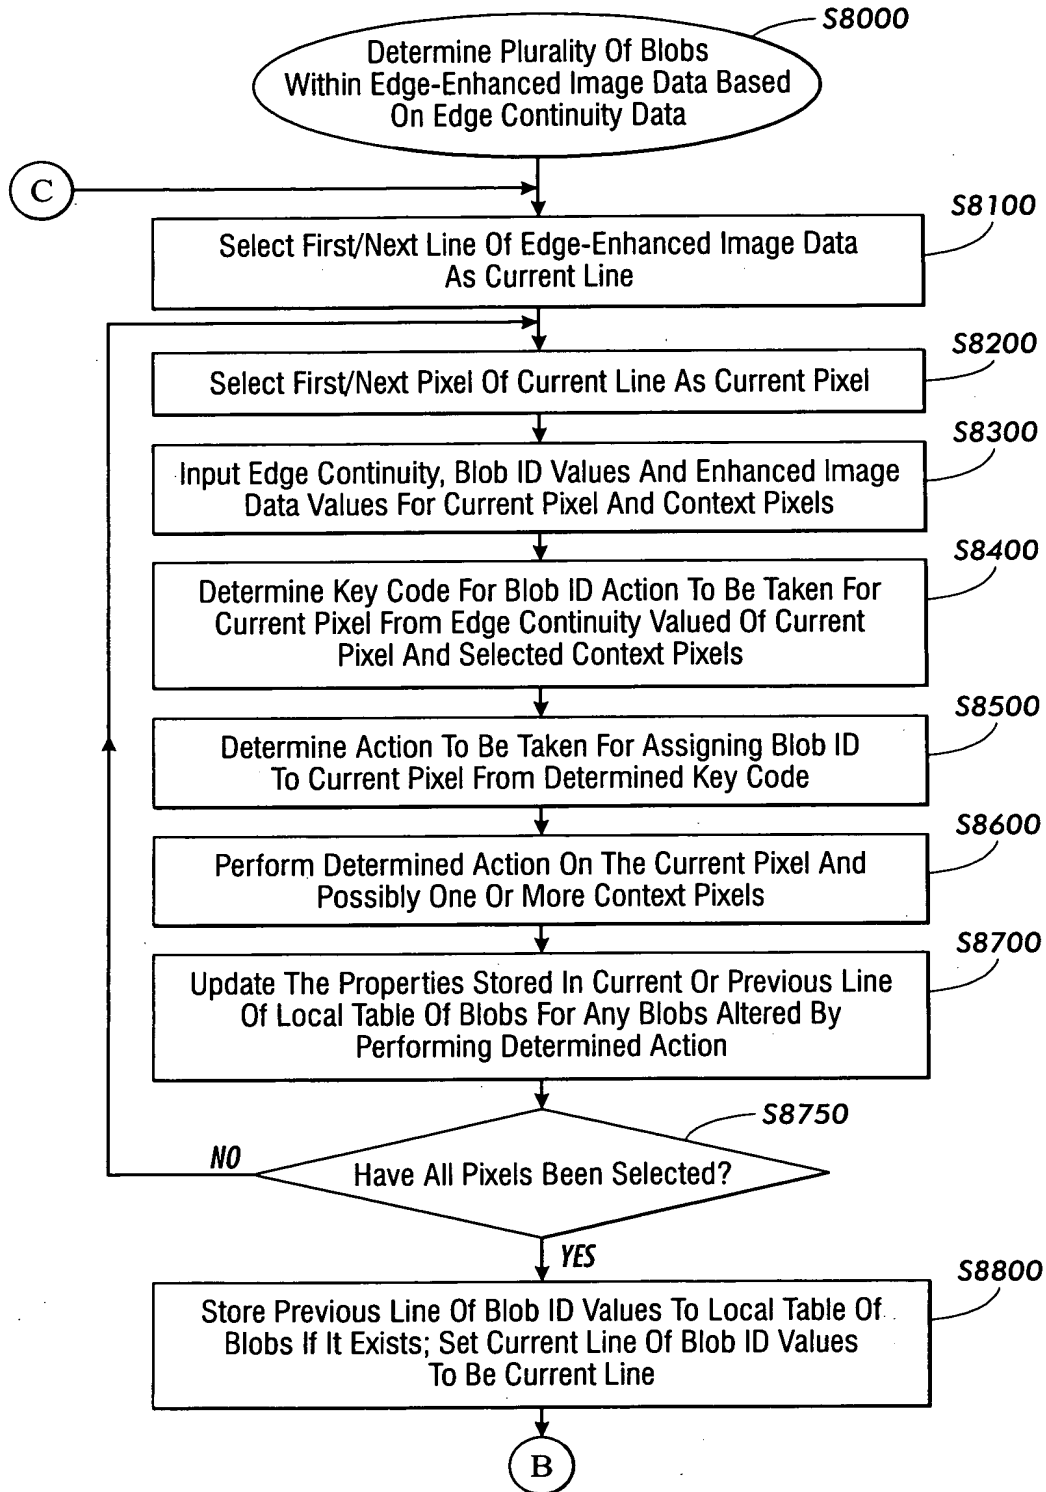 S8000
Determine Plurality Of Blobs
Within Edge-Enhanced Image Data Based
On Edge Continuity Data
C
S8100
Select First/Next Line Of Edge-Enhanced Image Data
As Current Line
S8200
Select First/Next Pixel Of Current Line As Current Pixel
S8300
Input Edge Continuity, Blob ID Values And Enhanced Image
Data Values For Current Pixel And Context Pixels
S8400
Determine Key Code For Blob ID Action To Be Taken For
Current Pixel From Edge Continuity Valued Of Current
Pixel And Selected Context Pixels
S8500
Determine Action To Be Taken For Assigning Blob ID
To Current Pixel From Determined Key Code
S8600
Perform Determined Action On The Current Pixel And
Possibly One Or More Context Pixels
S8700
Update The Properties Stored In Current Or Previous Line
Of Local Table Of Blobs For Any Blobs Altered By
Performing Determined Action
S8750
NO
Have All Pixels Been Selected?
YES
S8800
Store Previous Line Of Blob ID Values To Local Table Of
Blobs If It Exists; Set Current Line Of Blob ID Values
To Be Current Line
B